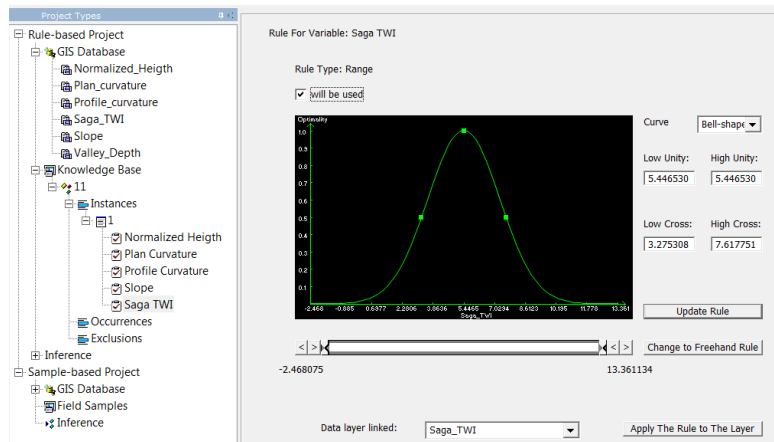 Project Types
Rule-based Project
GIS Database
Normalized_Heigth
Plan_curvature
Profile_curvature
Saga_TWI
Slope
Valley_Depth
Knowledge Base
11
Instances
1
Normalized Heigth
Plan Curvature
Profile Curvature
Slope
Saga TWI
Occurrences
Exclusions
Inference
Sample-based Project
GIS Database
Field Samples
Inference
Rule For Variable: Saga TWI
Rule Type: Range
will be used
Optimality
1.0
0.9
0.8
0.7
0.6
0.5
0.4
0.3
0.2
0.1
-2.468 -0.885 0.6977 2.2806 3.8636 5.4465 7.0294 8.6123 10.195 11.778 13.361
Saga_TWI
Curve Bell-shape
Low Unity: High Unity:
5.446530 5.446530
Low Cross: High Cross:
3.275308 7.617751
Update Rule
< > < > Change to Freehand Rule
-2.468075 13.361134
Data layer linked: Saga_TWI Apply The Rule to The Layer